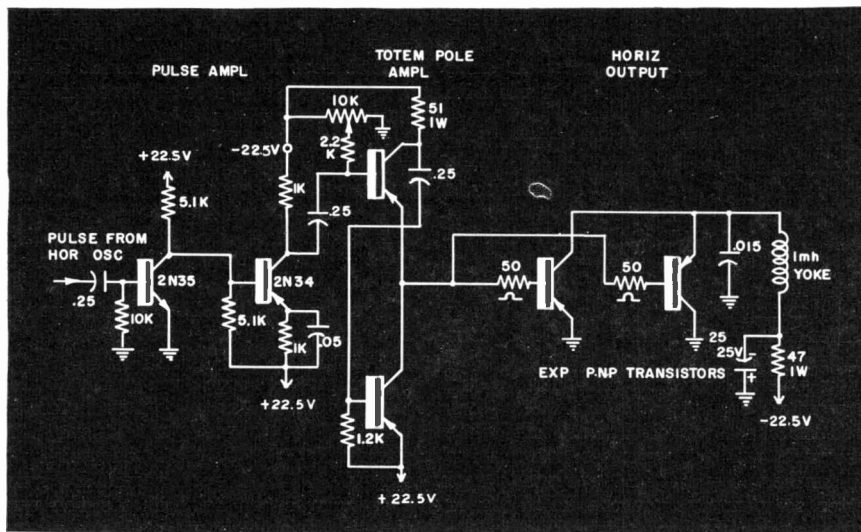 PULSE AMPL
TOTEM POLE
AMPL
HORIZ
OUTPUT
10K
51
1W
2.2
K
-22.5V
+22.5V
5.1K
1K
.25
.25
PULSE FROM
HOR OSC
.25
2N35
2N34
10K
5.1K
1K
.05
+22.5V
50
50
.015
1mh
YOKE
25
25V
-
+
47
1W
-22.5V
EXP P-NP TRANSISTORS
1.2K
+22.5V